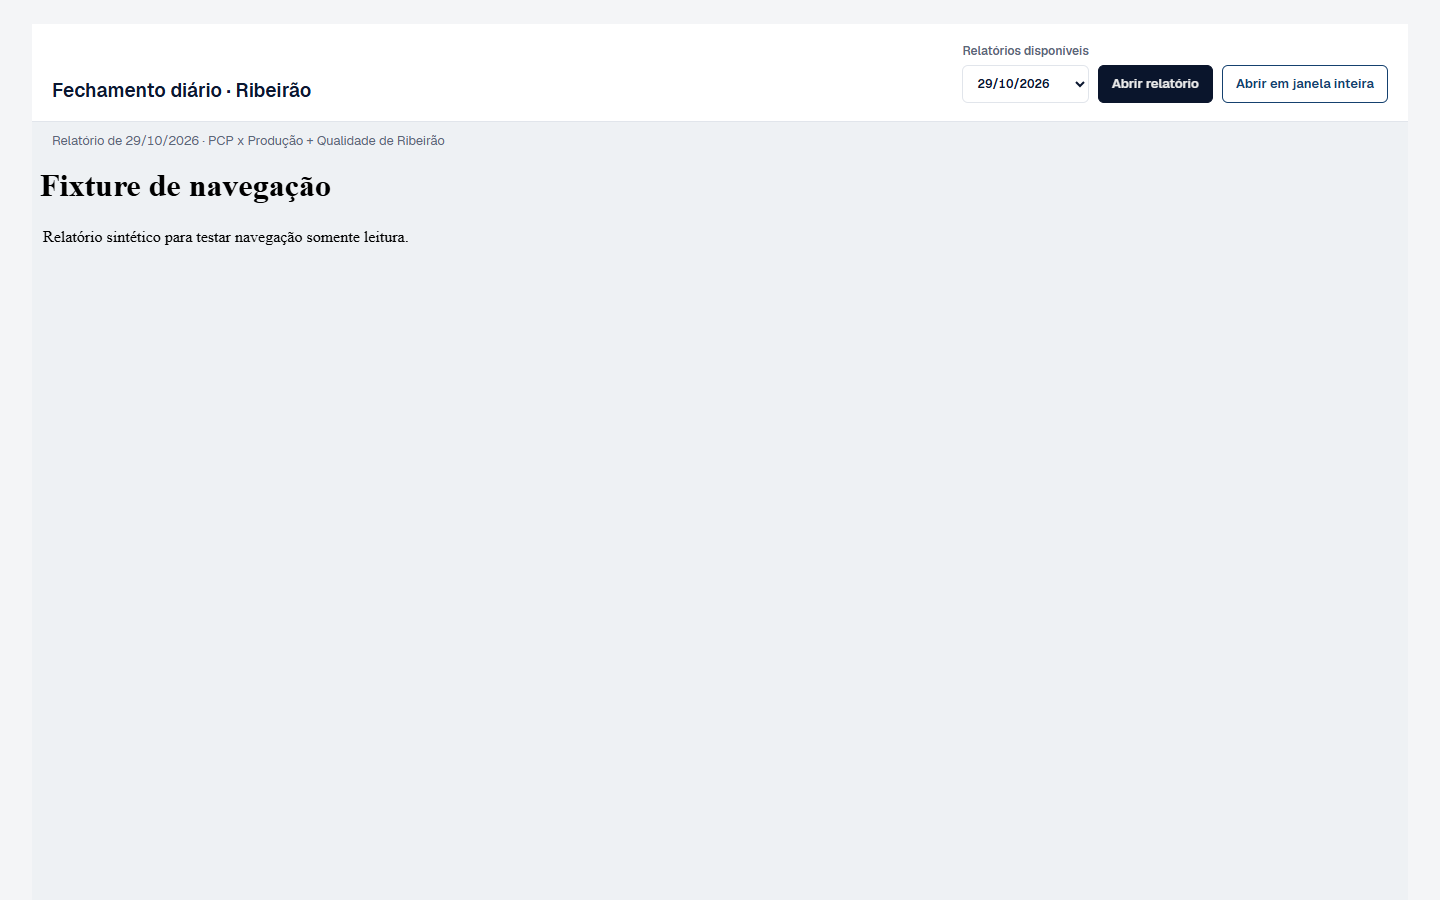 Relatórios disponíveis
Fechamento diário · Ribeirão
29/10/2026
Abrir relatório
Abrir em janela inteira
Relatório de 29/10/2026 · PCP x Produção + Qualidade de Ribeirão
Fixture de navegação
Relatório sintético para testar navegação somente leitura.